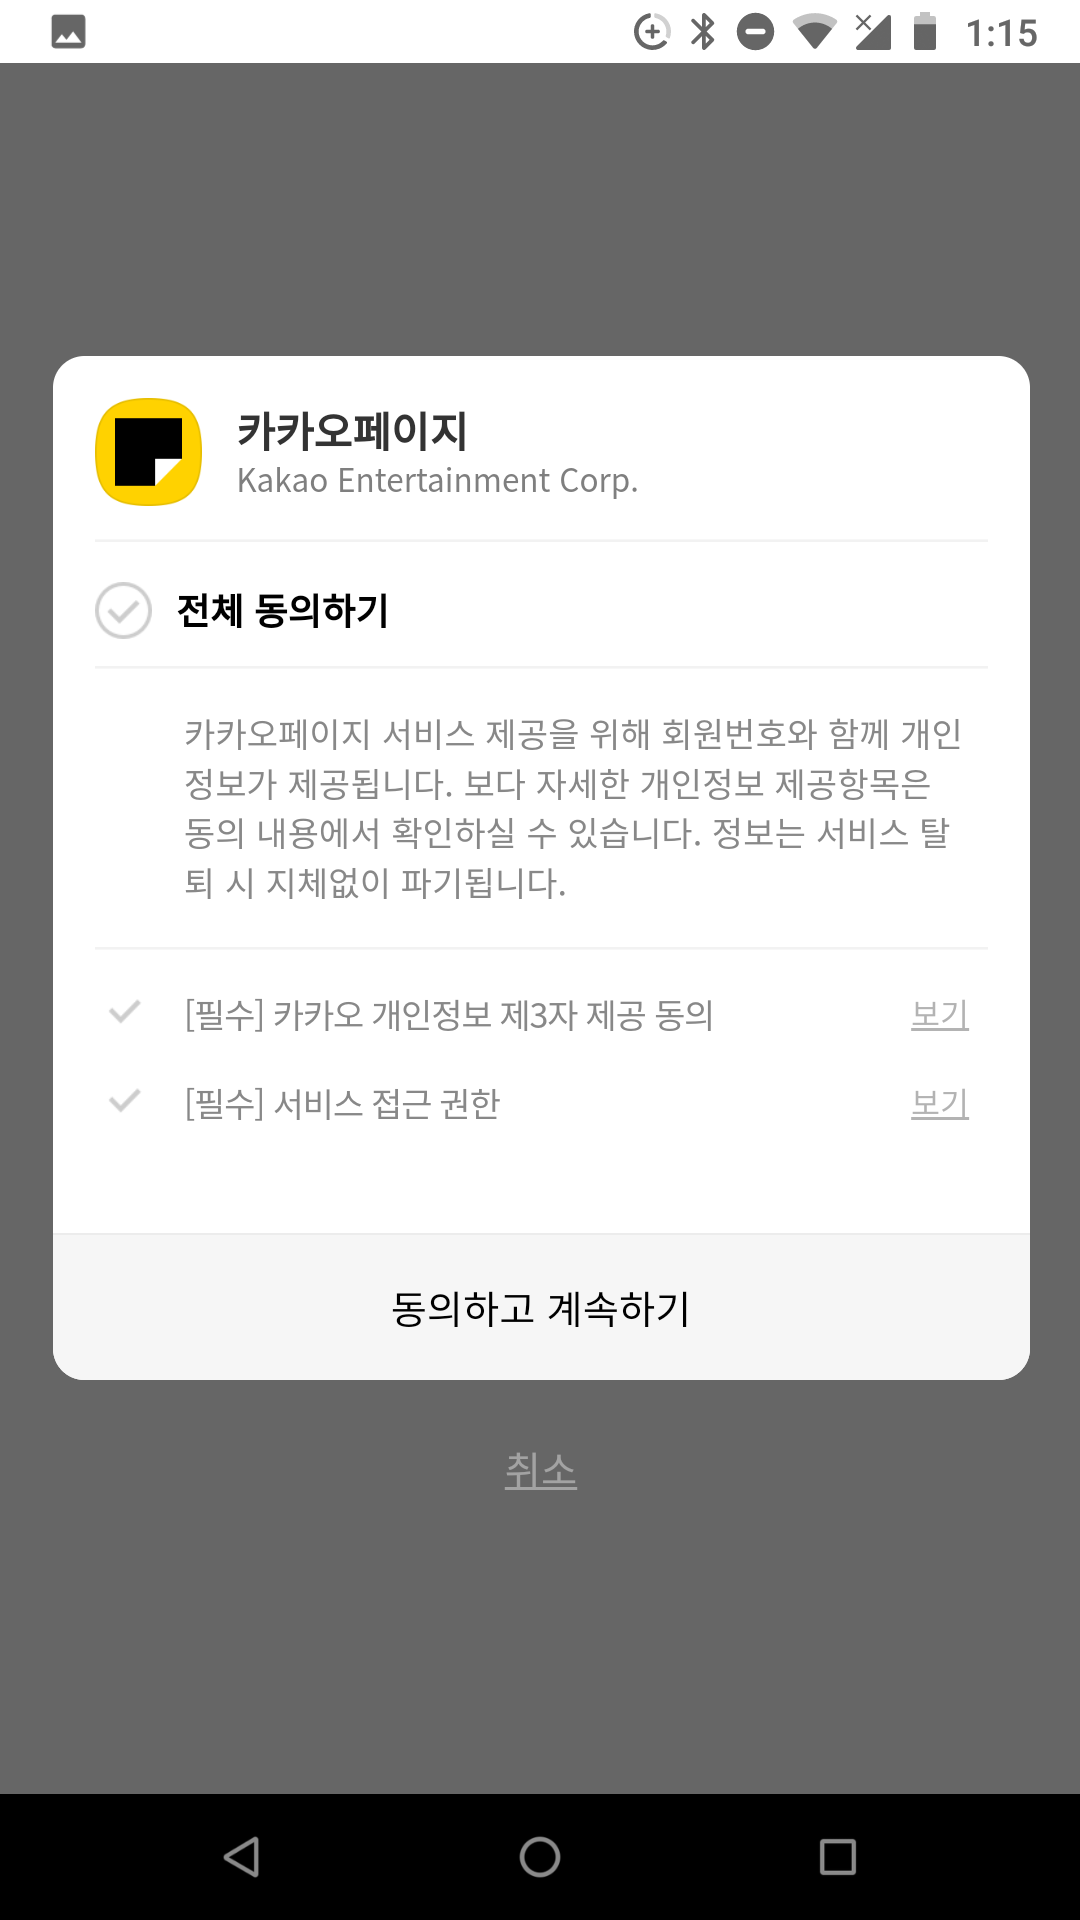 1:15
카카오페이지
Kakao Entertainment Corp.
전체 동의하기
카카오페이지 서비스 제공을 위해 회원번호와 함께 개인
정보가 제공됩니다. 보다 자세한 개인정보 제공항목은
동의 내용에서 확인하실 수 있습니다. 정보는 서비스 탈
퇴 시 지체없이 파기됩니다.
[필수] 카카오 개인정보 제3자 제공 동의 보기
[필수] 서비스 접근 권한 보기
동의하고 계속하기
취소